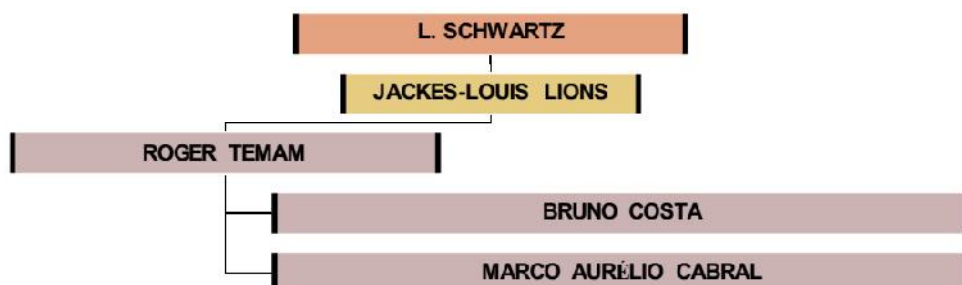 L. SCHWARTZ
JACKES-LOUIS LIONS
ROGER TEMAM
BRUNO COSTA
MARCO AURÉLIO CABRAL